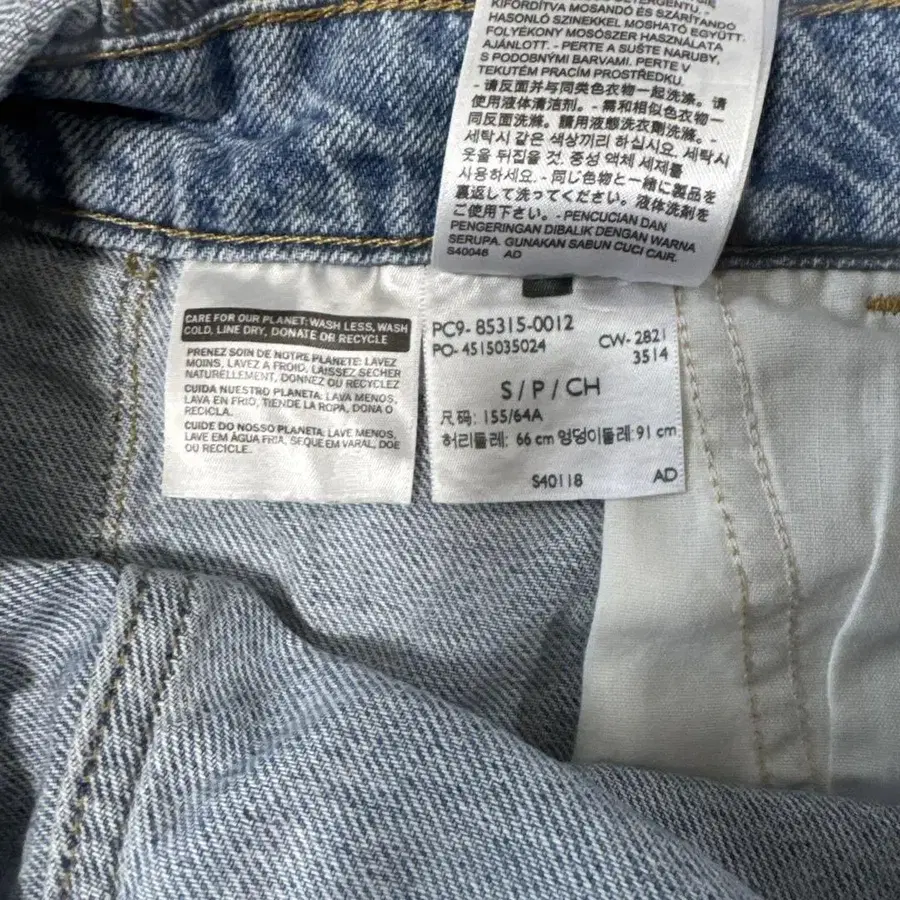 KIFORDÍTVA MOSANDÓ ÉS SZÁRÍTANDÓ
HASONLÓ SZINEKKEL MOSHATÓ EGYÜTT.
FOLYÉKONY MOSÓSZER HASZNÁLATA
AJÁNLOTT. - PERTE A SUŠTE NARUBY,
S PODOBNÝMI BARVAMI. PERTE V
TEKUTÉM PRACÍM PROSTŘEDKU.
- 请反面并与同类色衣物一起洗涤。请
使用液体清洁剂。- 需和相似色衣物一
同反面洗滌。請用液態洗衣劑洗滌。-
세탁시 같은 색상끼리 하십시요. 세탁시
옷을 뒤집을 것. 중성 액체 세제를
사용하세요. - 同じ色物と一緒に製品を
裏返して洗ってください。液体洗剤を
ご使用下さい。- PENCUCIAN DAN
PENGERINGAN DIBALIK DENGAN WARNA
SERUPA. GUNAKAN SABUN CUCI CAIR.
S40046 AD
CARE FOR OUR PLANET: WASH LESS, WASH
COLD, LINE DRY, DONATE OR RECYCLE
PRENEZ SOIN DE NOTRE PLANETE: LAVEZ
MOINS, LAVEZ A FROID, LAISSEZ SECHER
NATURELLEMENT, DONNEZ OU RECYCLEZ
CUIDA NUESTRO PLANETA: LAVA MENOS,
LAVA EN FRIO, TIENDE LA ROPA, DONA O
RECICLA.
CUIDE DO NOSSO PLANETA: LAVE MENOS,
LAVE EM ÁGUA FRIA, SEQUE EM VARAL, DOE
OU RECICLE.
PC9- 85315-0012
PO- 4515035024 CW- 2821
3514
S / P / CH
尺码: 155/64A
허리둘레: 66 cm 엉덩이둘레: 91 cm
S40118 AD